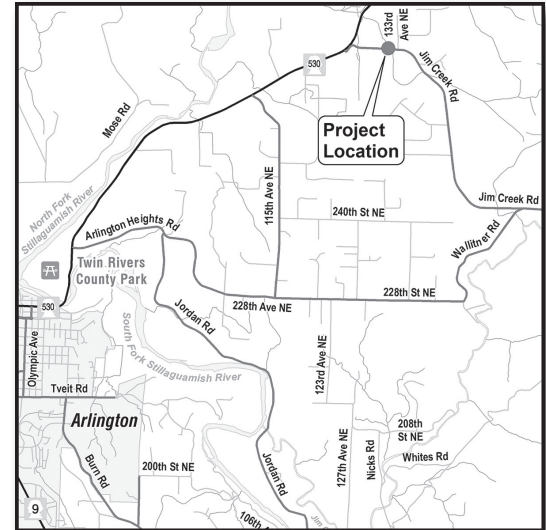 133rd
Ave NE
530
Jim Creek Rd
Mose Rd
Project
Location
North Fork
Stillaguamish River
115th Ave NE
240th St NE
Jim Creek Rd
Arlington Heights Rd
Wallitner Rd
Twin Rivers
County Park
228th St NE
228th Ave NE
530
Jordan Rd
South Fork Stillaguamish River
Olympic Ave
123rd Ave NE
Tveit Rd
Arlington
208th
St NE
127th Ave NE
Nicks Rd
Whites Rd
Burn Rd
200th St NE
Jordan Rd
9
106th
Jim